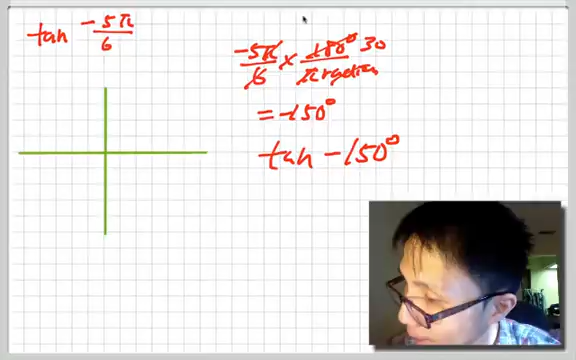 tan -5π/6
-5π/6 × 180° 30/π radian
= -150°
tan -150°